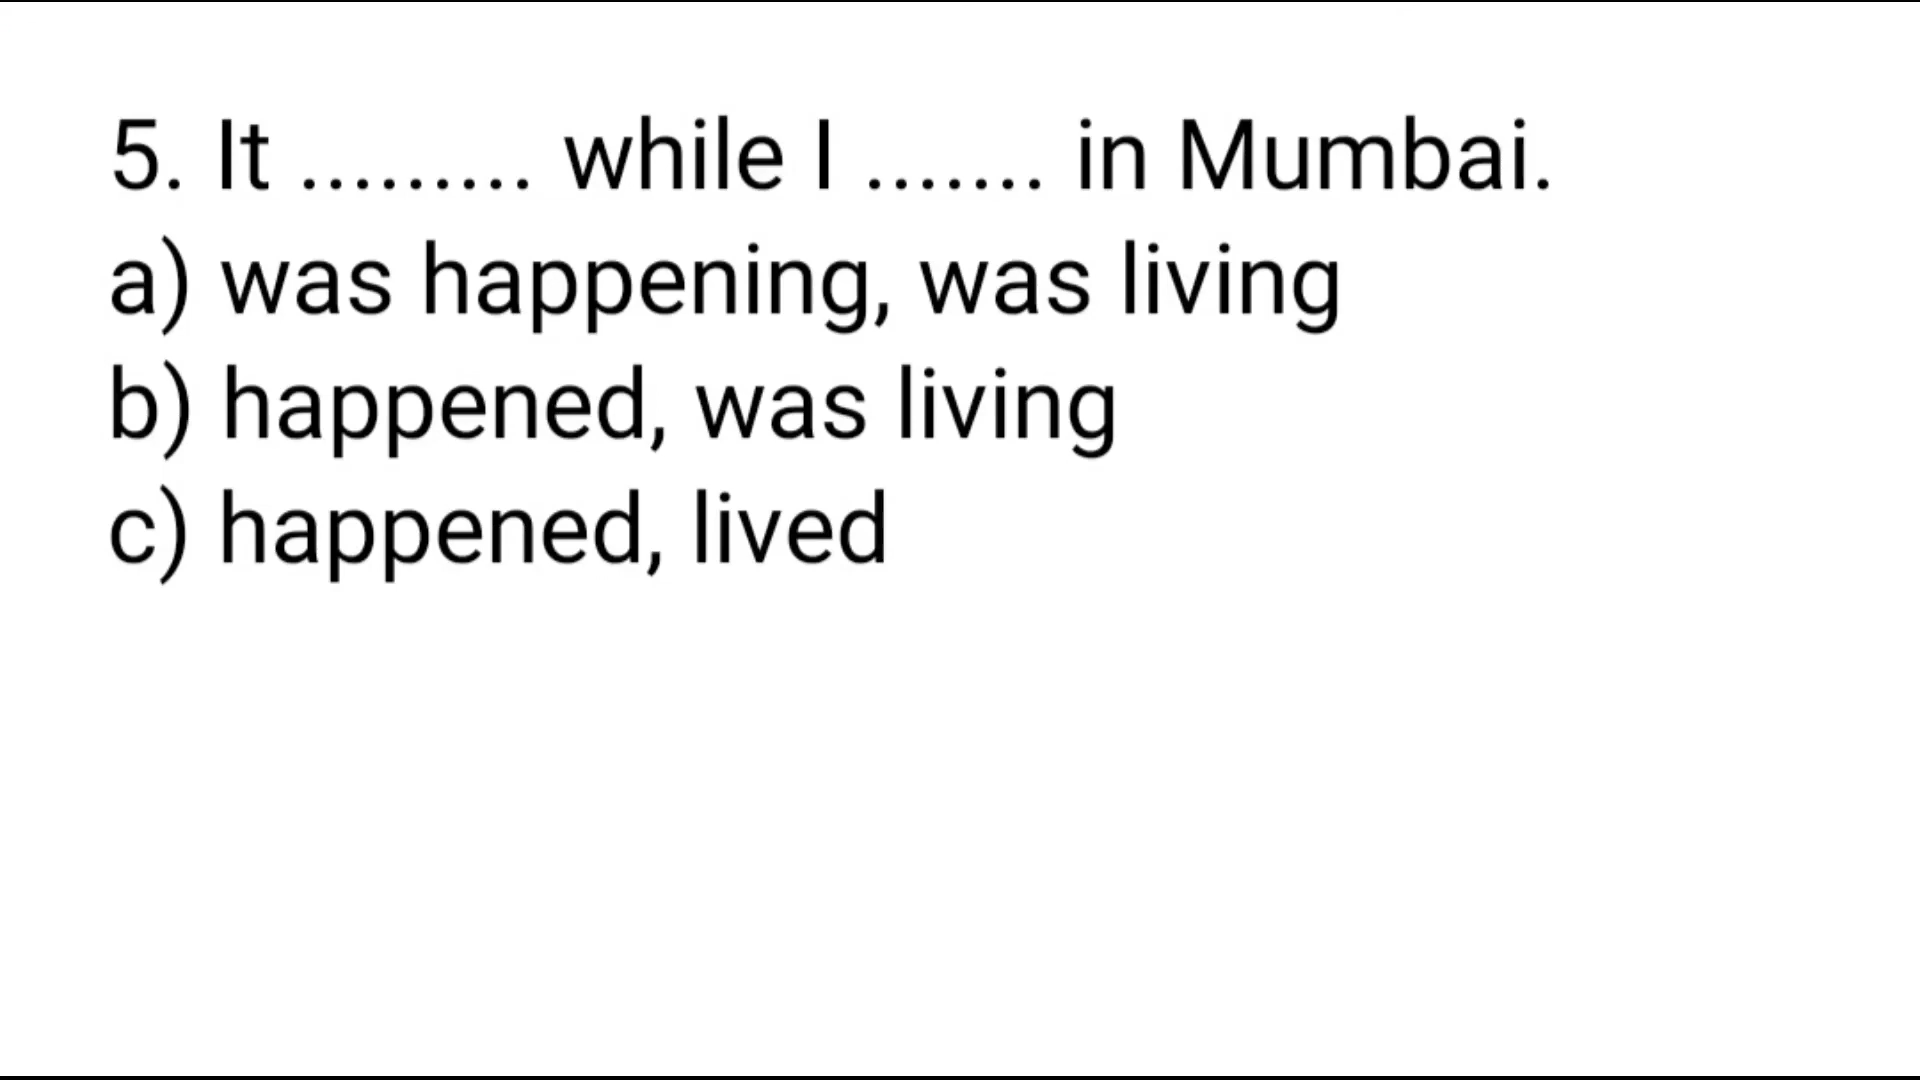 5. It ......... while I ....... in Mumbai.
a) was happening, was living
b) happened, was living
c) happened, lived